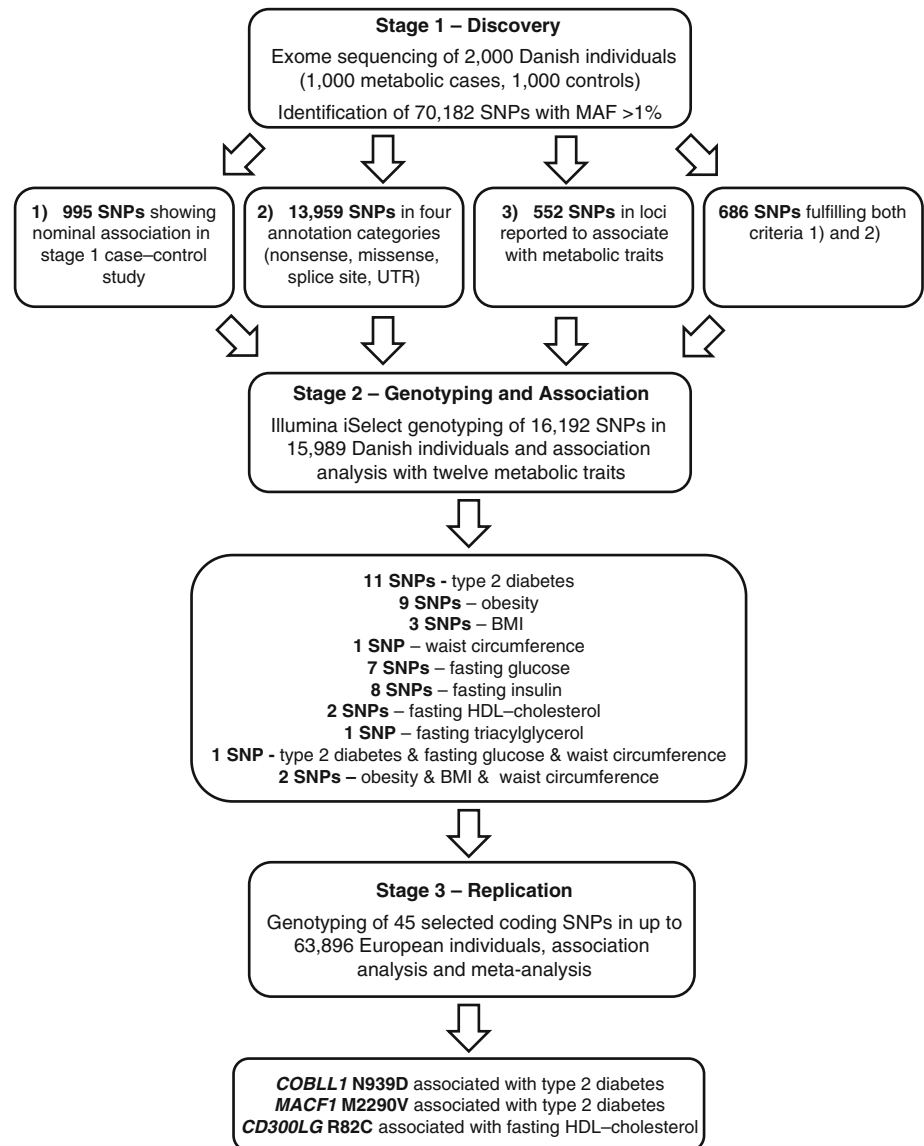 Stage 1 – Discovery
Exome sequencing of 2,000 Danish individuals
(1,000 metabolic cases, 1,000 controls)
Identification of 70,182 SNPs with MAF >1%
1) 995 SNPs showing
nominal association in
stage 1 case–control
study
2) 13,959 SNPs in four
annotation categories
(nonsense, missense,
splice site, UTR)
3) 552 SNPs in loci
reported to associate
with metabolic traits
686 SNPs fulfilling both
criteria 1) and 2)
Stage 2 – Genotyping and Association
Illumina iSelect genotyping of 16,192 SNPs in
15,989 Danish individuals and association
analysis with twelve metabolic traits
11 SNPs - type 2 diabetes
9 SNPs – obesity
3 SNPs – BMI
1 SNP – waist circumference
7 SNPs – fasting glucose
8 SNPs – fasting insulin
2 SNPs – fasting HDL–cholesterol
1 SNP – fasting triacylglycerol
1 SNP - type 2 diabetes & fasting glucose & waist circumference
2 SNPs – obesity & BMI & waist circumference
Stage 3 – Replication
Genotyping of 45 selected coding SNPs in up to
63,896 European individuals, association
analysis and meta-analysis
COBLL1 N939D associated with type 2 diabetes
MACF1 M2290V associated with type 2 diabetes
CD300LG R82C associated with fasting HDL–cholesterol